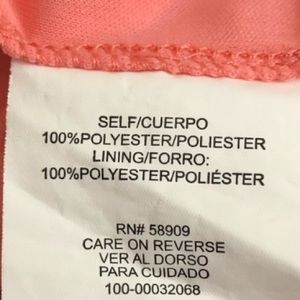 SELF/CUERPO
100%POLYESTER/POLIESTER
LINING/FORRO:
100%POLYESTER/POLIÉSTER
RN# 58909
CARE ON REVERSE
VER AL DORSO
PARA CUIDADO
100-00032068